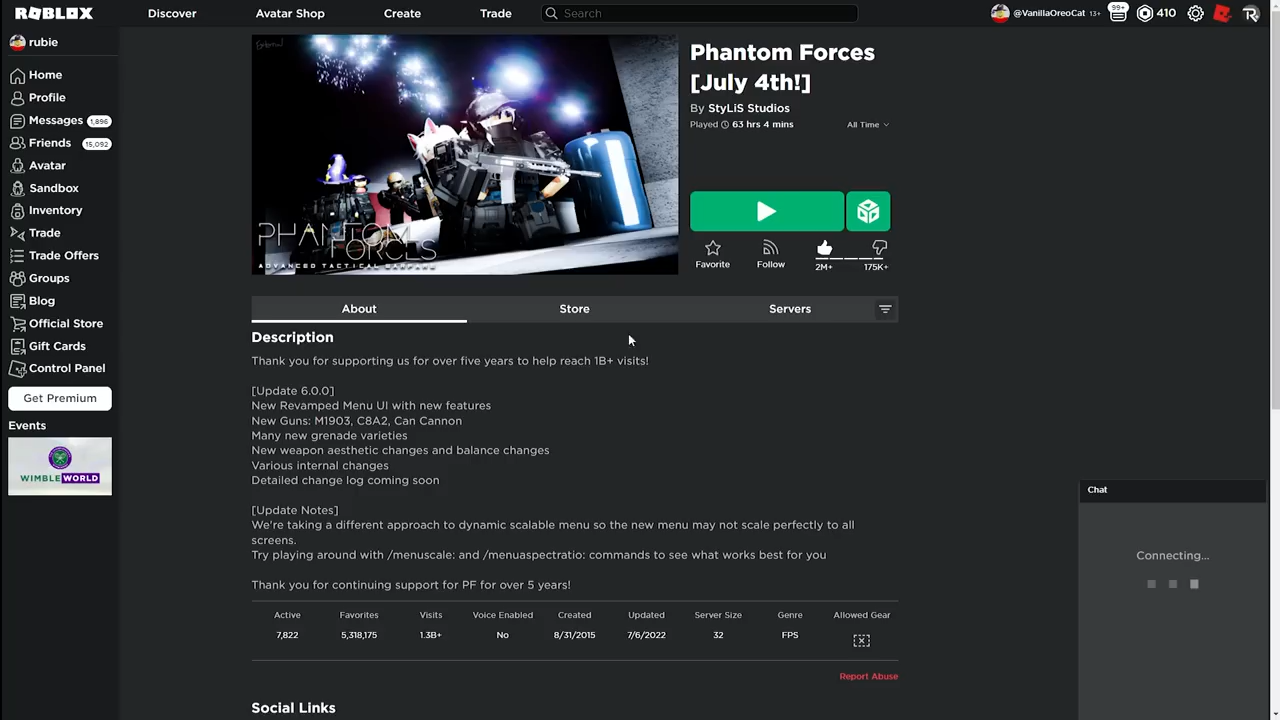 ROBLOX
Discover
Avatar Shop
Create
Trade
Search
@VanillaOreoCat 13+
99+
410
rubie
Home
Profile
Messages 1,896
Friends 15,092
Avatar
Sandbox
Inventory
Trade
Trade Offers
Groups
Blog
Official Store
Gift Cards
Control Panel
Get Premium
Events
WIMBLEWORLD
PHANTOM
FORCES
ADVANCED TACTICAL WARFARE
Phantom Forces
[July 4th!]
By StyLiS Studios
Played 63 hr 4 mins
All Time
Favorite
Follow
2M+
175K+
About
Store
Servers
Description
Thank you for supporting us for over five years to help reach 1B+ visits!
[Update 6.0.0]
New Revamped Menu UI with new features
New Guns: M1903, C8A2, Can Cannon
Many new grenade varieties
New weapon aesthetic changes and balance changes
Various internal changes
Detailed change log coming soon
[Update Notes]
We're taking a different approach to dynamic scalable menu so the new menu may not scale perfectly to all
screens.
Try playing around with /menuscale: and /menuaspectratio: commands to see what works best for you
Thank you for continuing support for PF for over 5 years!
Active
Favorites
Visits
Voice Enabled
Created
Updated
Server Size
Genre
Allowed Gear
7,822
5,318,175
1.3B+
No
8/31/2015
7/6/2022
32
FPS
Report Abuse
Social Links
Chat
Connecting...